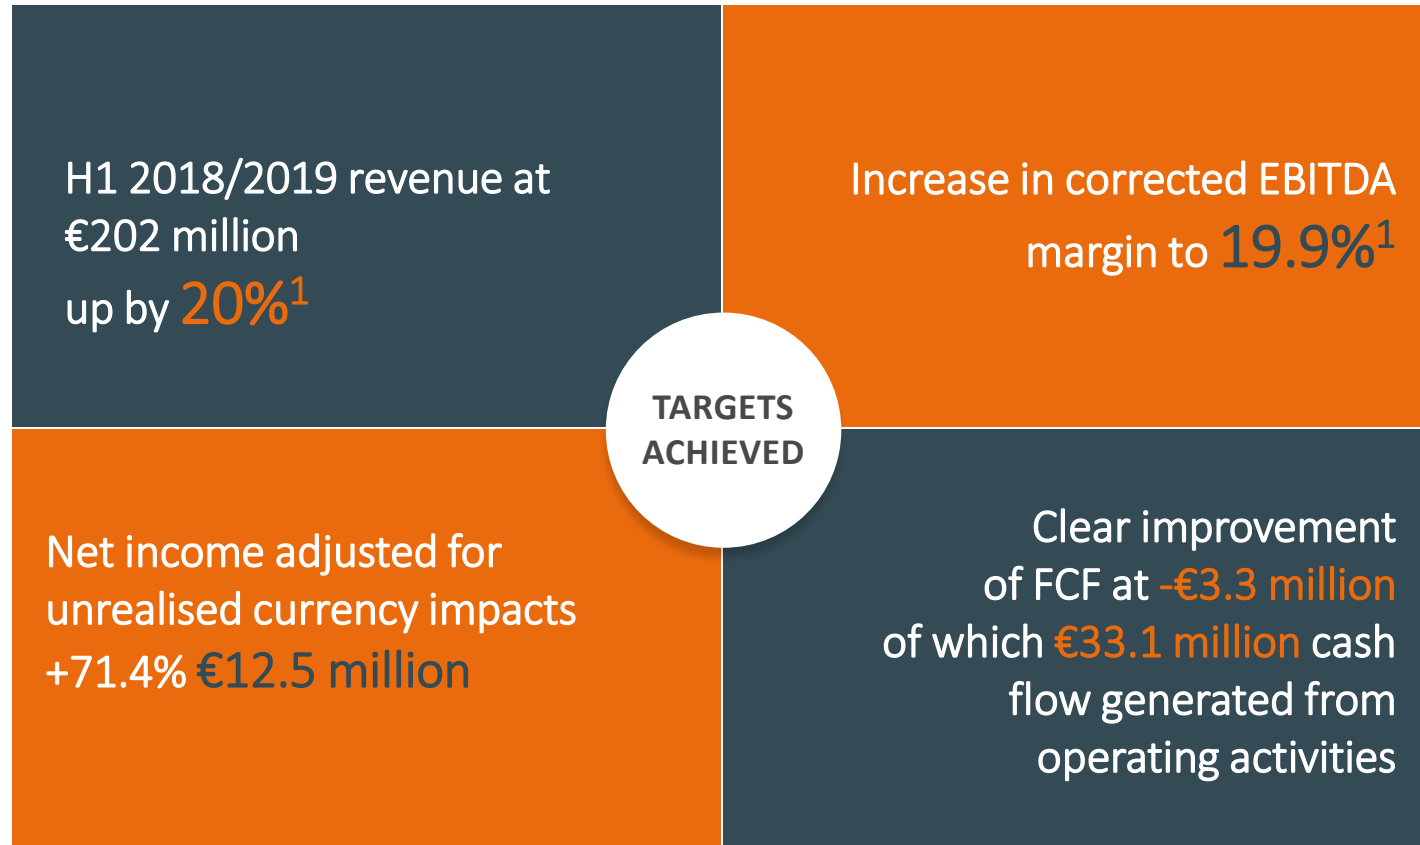 H1 2018/2019 revenue at
€202 million
up by 20%¹
Increase in corrected EBITDA
margin to 19.9%¹
TARGETS
ACHIEVED
Net income adjusted for
unrealised currency impacts
+71.4% €12.5 million
Clear improvement
of FCF at -€3.3 million
of which €33.1 million cash
flow generated from
operating activities